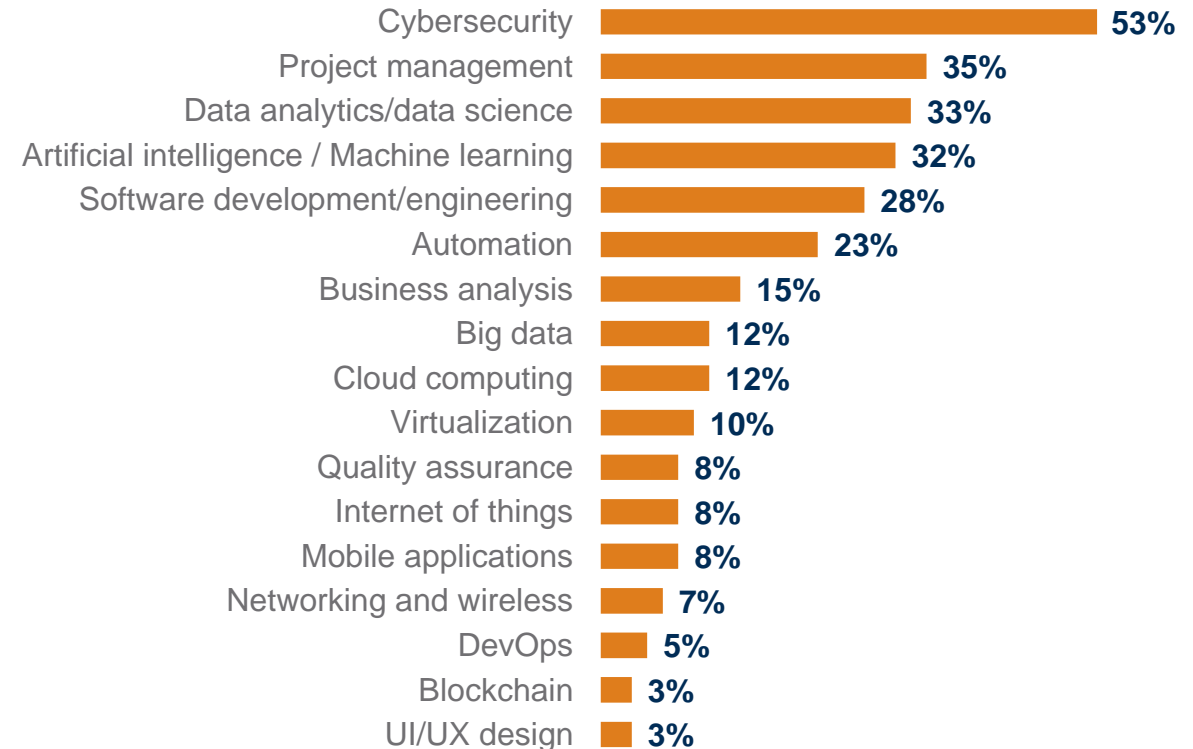 Cybersecurity 53%
Project management 35%
Data analytics/data science 33%
Artificial intelligence / Machine learning 32%
Software development/engineering 28%
Automation 23%
Business analysis 15%
Big data 12%
Cloud computing 12%
Virtualization 10%
Quality assurance 8%
Internet of things 8%
Mobile applications 8%
Networking and wireless 7%
DevOps 5%
Blockchain 3%
UI/UX design 3%